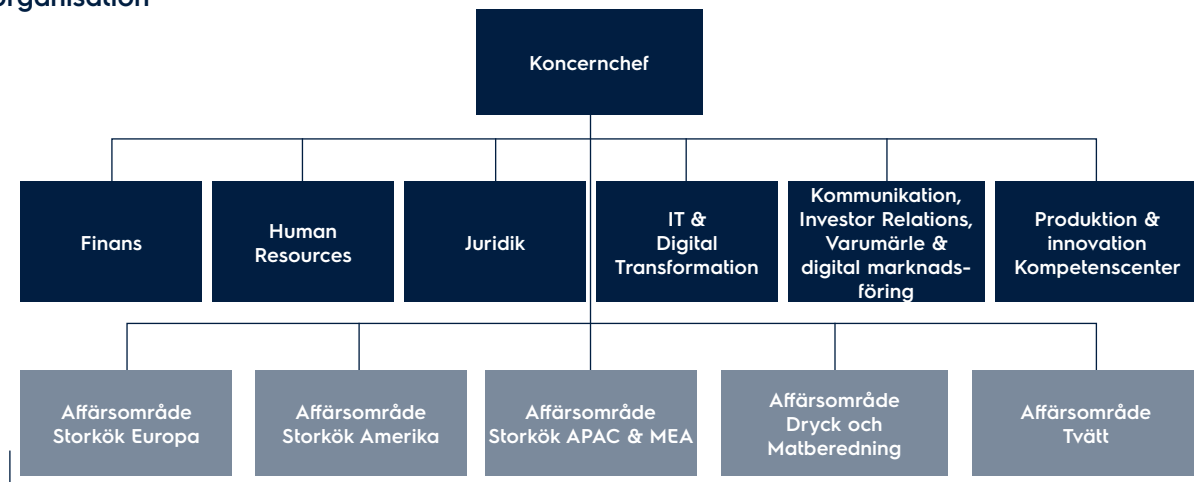 organisation
Koncernchef
Finans
Human
Resources
Juridik
IT &
Digital
Transformation
Kommunikation,
Investor Relations,
Varumärle &
digital marknads-
föring
Produktion &
innovation
Kompetenscenter
Affärsområde
Storkök Europa
Affärsområde
Storkök Amerika
Affärsområde
Storkök APAC & MEA
Affärsområde
Dryck och
Matberedning
Affärsområde
Tvätt